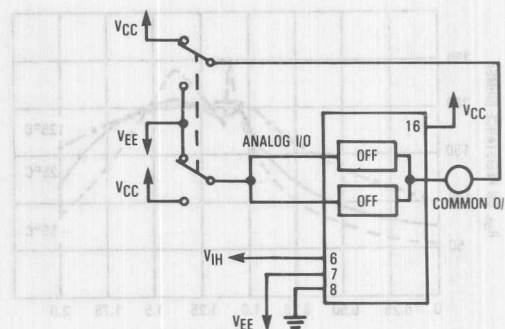 VCC
VEE
VCC
ANALOG I/O
16
VCC
OFF
OFF
COMMON O/
VIH
6
7
8
VEE